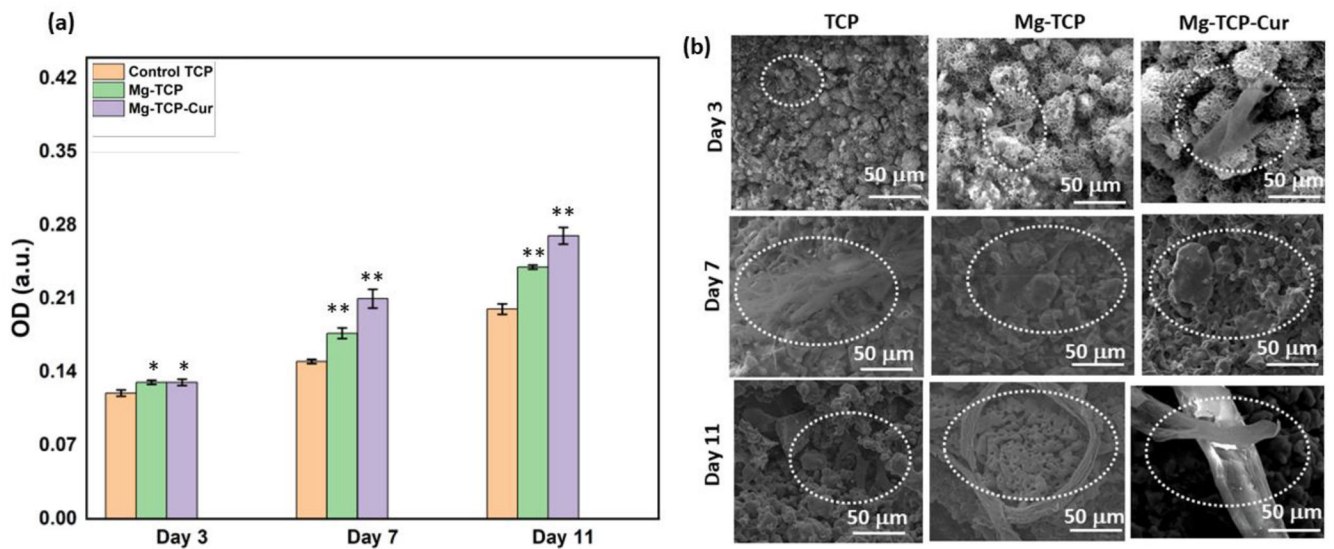 (a)
OD (a.u.)
0.42
0.35
0.28
0.21
0.14
0.07
0.00
Control TCP
Mg-TCP
Mg-TCP-Cur
* *
** **
** **
Day 3 Day 7 Day 11
(b)
TCP Mg-TCP Mg-TCP-Cur
Day 3
50 µm 50 µm 50 µm
Day 7
50 µm 50 µm 50 µm
Day 11
50 µm 50 µm 50 µm